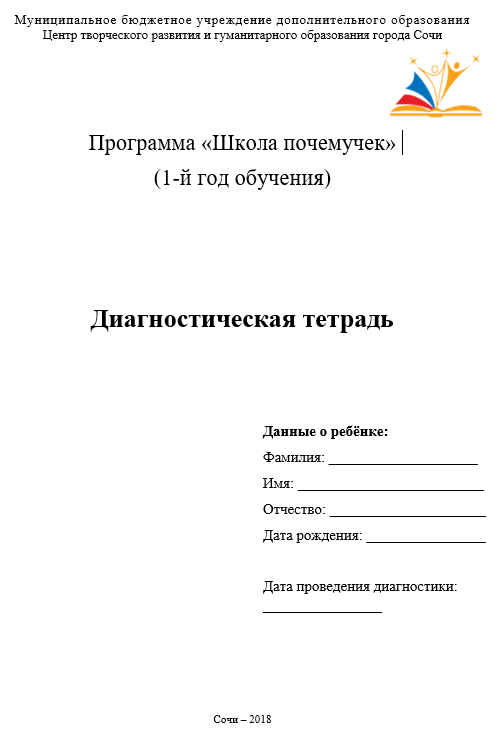 Муниципальное бюджетное учреждение дополнительного образования
Центр творческого развития и гуманитарного образования города Сочи
Программа «Школа почемучек»
(1-й год обучения)
Диагностическая тетрадь
Данные о ребёнке:
Фамилия: ____________________
Имя: _________________________
Отчество: _____________________
Дата рождения: ________________
Дата проведения диагностики:
________________
Сочи – 2018